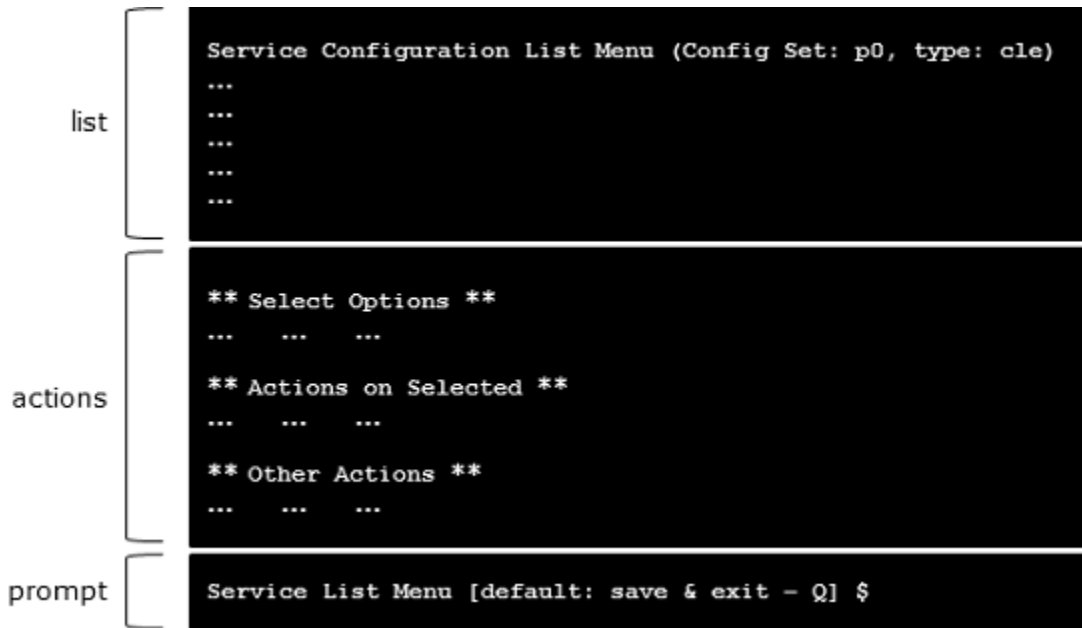 list
Service Configuration List Menu (Config Set: p0, type: cle)
...
...
...
...
...
actions
** Select Options **
... ... ...
** Actions on Selected **
... ... ...
** Other Actions **
... ... ...
prompt
Service List Menu [default: save & exit – Q] $